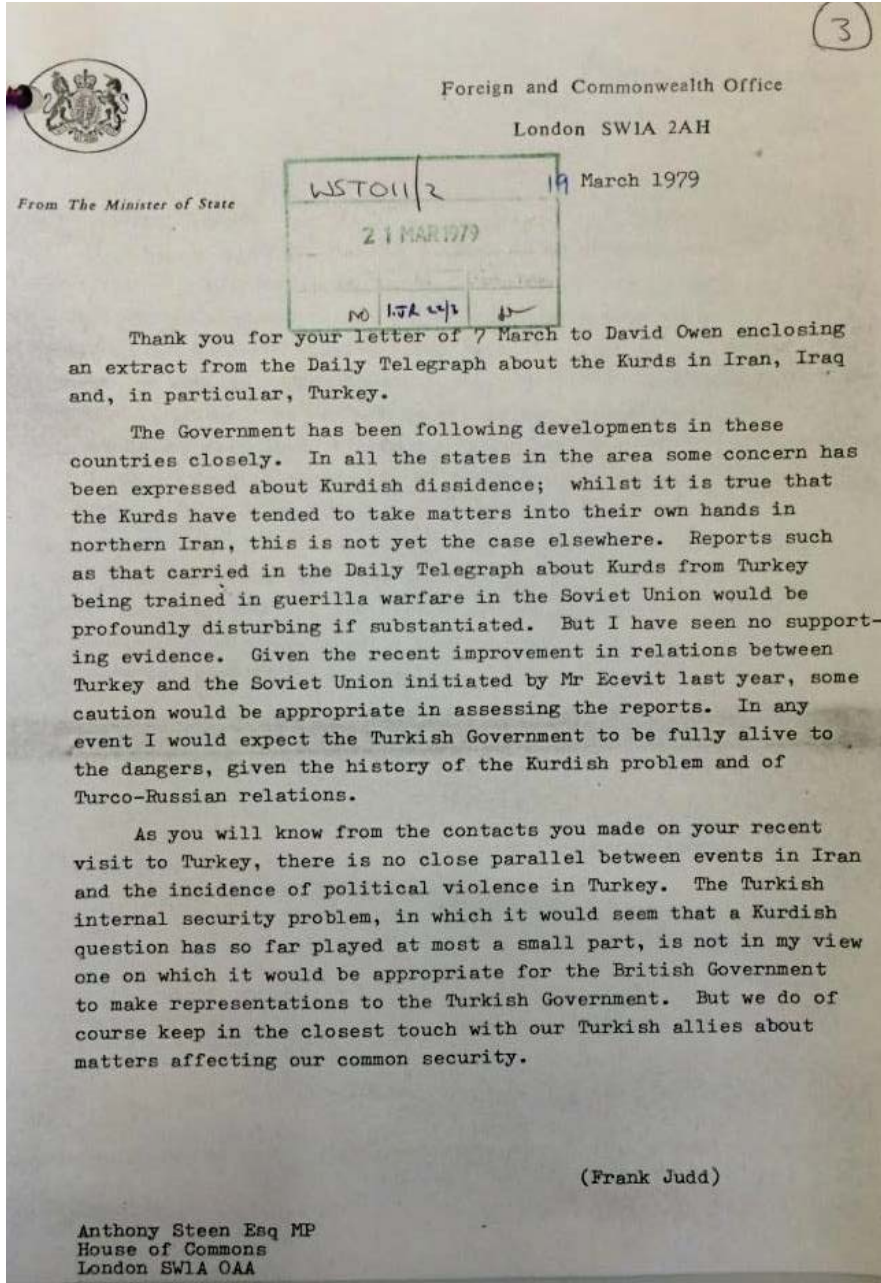 3
Foreign and Commonwealth Office
London SW1A 2AH
19 March 1979
From The Minister of State
WST011/2
21 MAR 1979
Thank you for your letter of 7 March to David Owen enclosing
an extract from the Daily Telegraph about the Kurds in Iran, Iraq
and, in particular, Turkey.
The Government has been following developments in these
countries closely. In all the states in the area some concern has
been expressed about Kurdish dissidence; whilst it is true that
the Kurds have tended to take matters into their own hands in
northern Iran, this is not yet the case elsewhere. Reports such
as that carried in the Daily Telegraph about Kurds from Turkey
being trained in guerilla warfare in the Soviet Union would be
profoundly disturbing if substantiated. But I have seen no support-
ing evidence. Given the recent improvement in relations between
Turkey and the Soviet Union initiated by Mr Ecevit last year, some
caution would be appropriate in assessing the reports. In any
event I would expect the Turkish Government to be fully alive to
the dangers, given the history of the Kurdish problem and of
Turco-Russian relations.
As you will know from the contacts you made on your recent
visit to Turkey, there is no close parallel between events in Iran
and the incidence of political violence in Turkey. The Turkish
internal security problem, in which it would seem that a Kurdish
question has so far played at most a small part, is not in my view
one on which it would be appropriate for the British Government
to make representations to the Turkish Government. But we do of
course keep in the closest touch with our Turkish allies about
matters affecting our common security.
(Frank Judd)
Anthony Steen Esq MP
House of Commons
London SW1A OAA